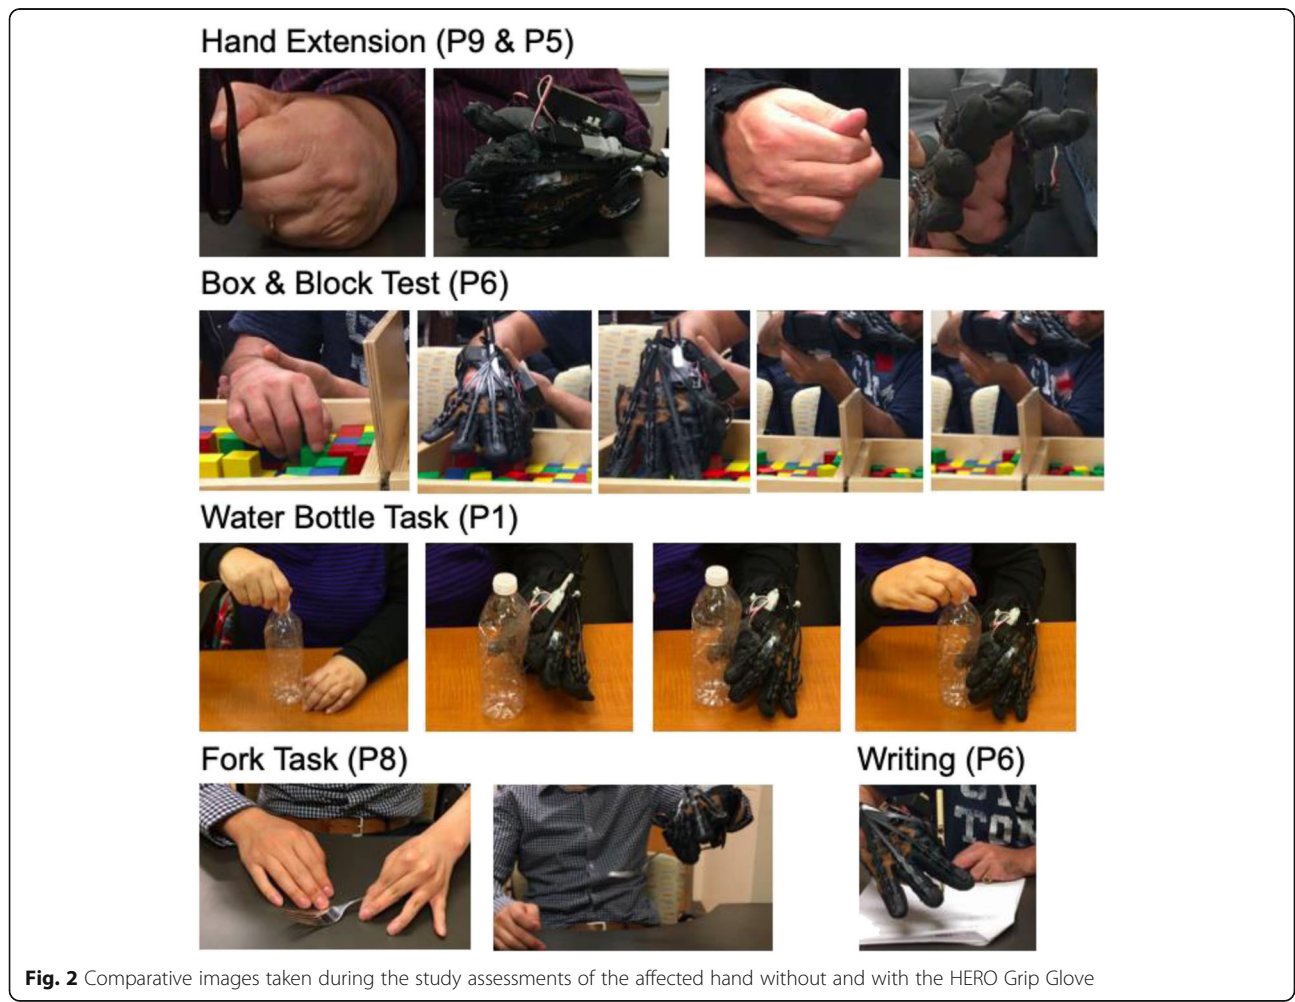 Hand Extension (P9 & P5)
Box & Block Test (P6)
Water Bottle Task (P1)
Fork Task (P8)
Writing (P6)
TOX
Fig. 2 Comparative images taken during the study assessments of the affected hand without and with the HERO Grip Glove